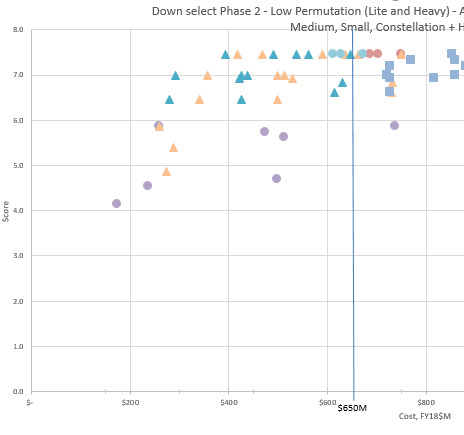 Down select Phase 2 - Low Permutation (Lite and Heavy) - A
Medium, Small, Constellation + H
8.0
7.0
6.0
5.0
4.0
3.0
2.0
1.0
0.0
Score
$- $200 $400 $600 $800
$650M
Cost, FY18$M